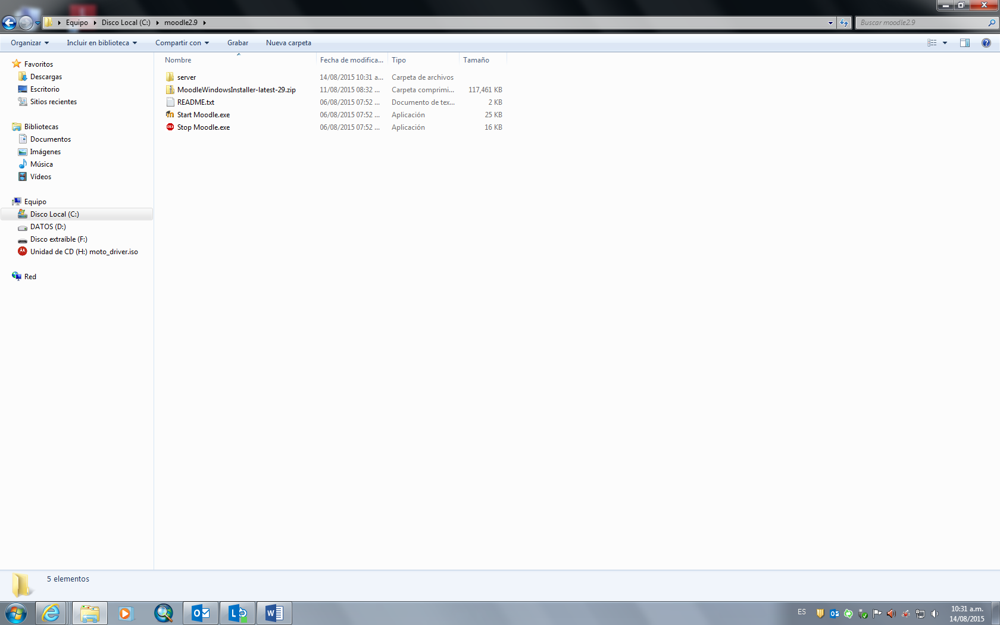 Equipo Disco Local (C:) moodle2.9
Buscar moodle2.9
Organizar Incluir en biblioteca Compartir con Grabar Nueva carpeta
Favoritos
Descargas
Escritorio
Sitios recientes
Bibliotecas
Documentos
Imágenes
Música
Vídeos
Equipo
Disco Local (C:)
DATOS (D:)
Disco extraíble (F:)
Unidad de CD (H:) moto_driver.iso
Red
Nombre Fecha de modifica... Tipo Tamaño
server 14/08/2015 10:31 a... Carpeta de archivos
MoodleWindowsInstaller-latest-29.zip 11/08/2015 08:32 ... Carpeta comprimi... 117,461 KB
README.txt 06/08/2015 07:52 ... Documento de tex... 2 KB
Start Moodle.exe 06/08/2015 07:52 ... Aplicación 25 KB
Stop Moodle.exe 06/08/2015 07:52 ... Aplicación 16 KB
5 elementos
ES
10:31 a.m.
14/08/2015